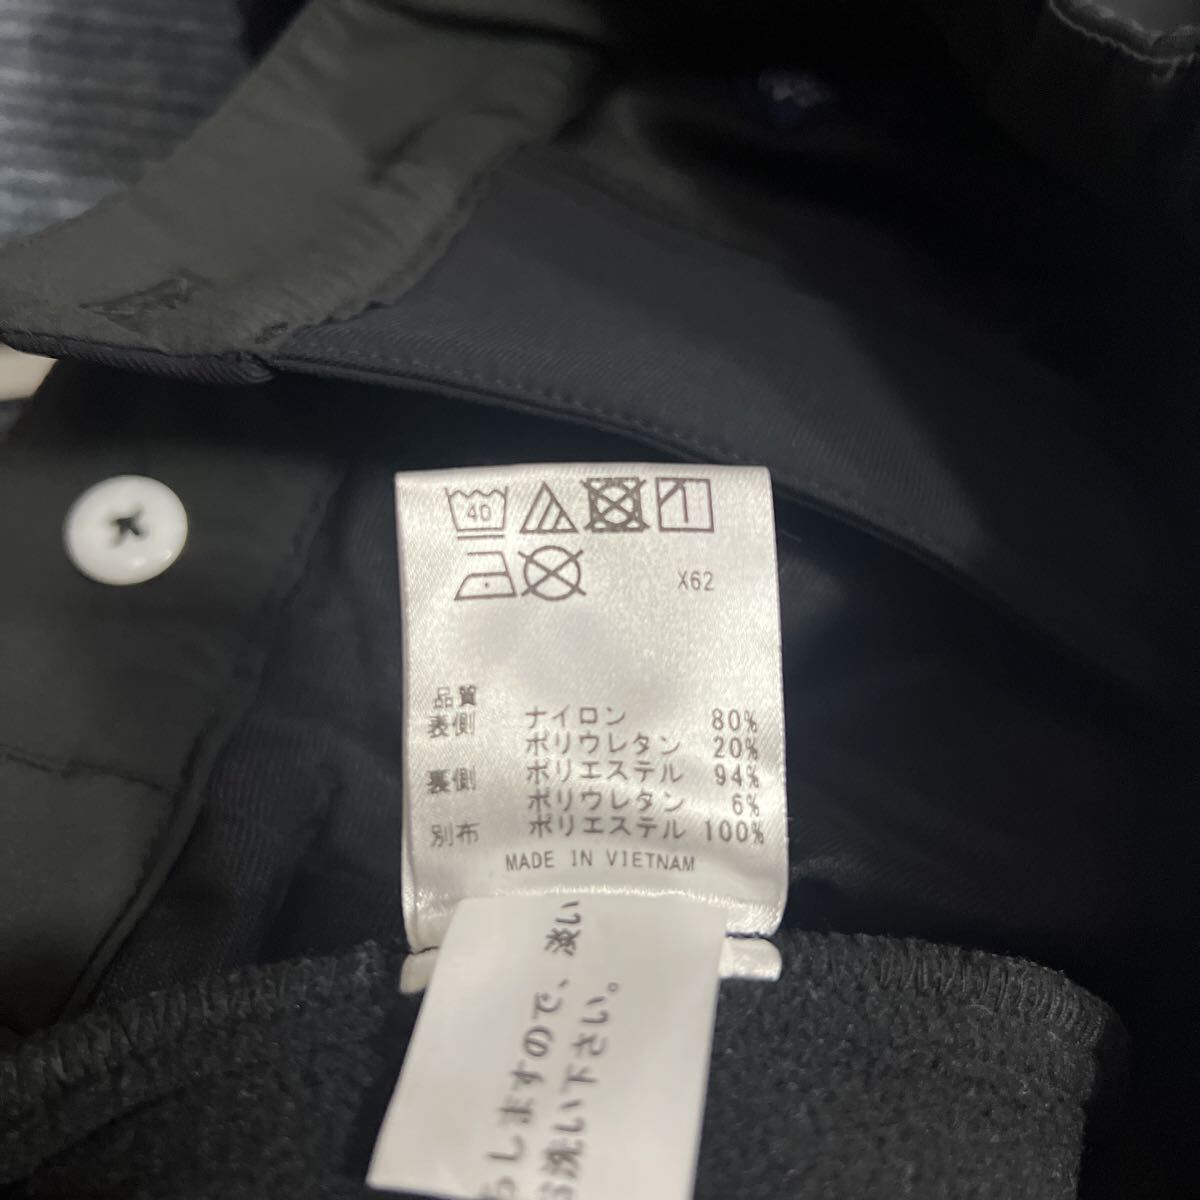 40
X62
品質
表側 ナイロン 80%
ポリウレタン 20%
裏側 ポリエステル 94%
ポリウレタン 6%
別布 ポリエステル 100%
MADE IN VIETNAM
ちしますので、淡い
お洗い下さい。